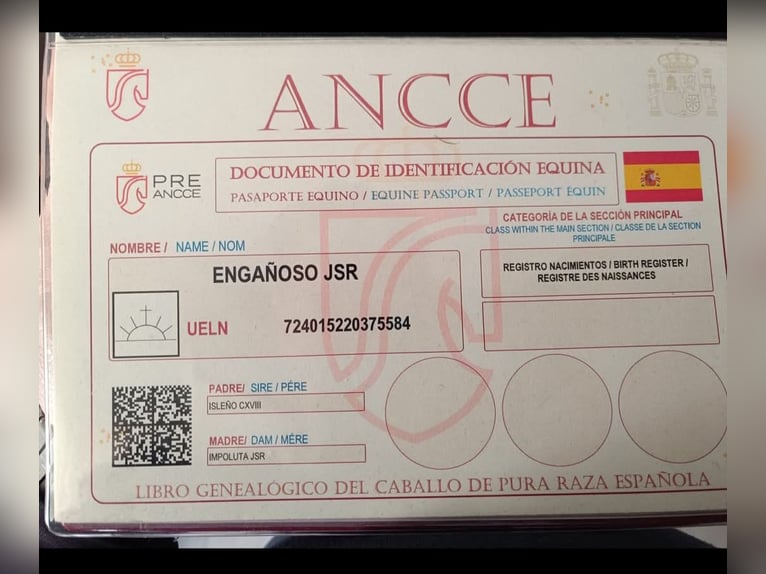 ANCCE
PRE
ANCCE
DOCUMENTO DE IDENTIFICACIÓN EQUINA
PASAPORTE EQUINO / EQUINE PASSPORT / PASSEPORT ÉQUIN
CATEGORÍA DE LA SECCIÓN PRINCIPAL
CLASS WITHIN THE MAIN SECTION / CLASSE DE LA SECTION
PRINCIPALE
NOMBRE / NAME / NOM
ENGAÑOSO JSR
REGISTRO NACIMIENTOS / BIRTH REGISTER /
REGISTRE DES NAISSANCES
UELN 724015220375584
PADRE/ SIRE / PÉRE
ISLEÑO CXVIII
MADRE/ DAM / MÈRE
IMPOLUTA JSR
LIBRO GENEALÓGICO DEL CABALLO DE PURA RAZA ESPAÑOLA